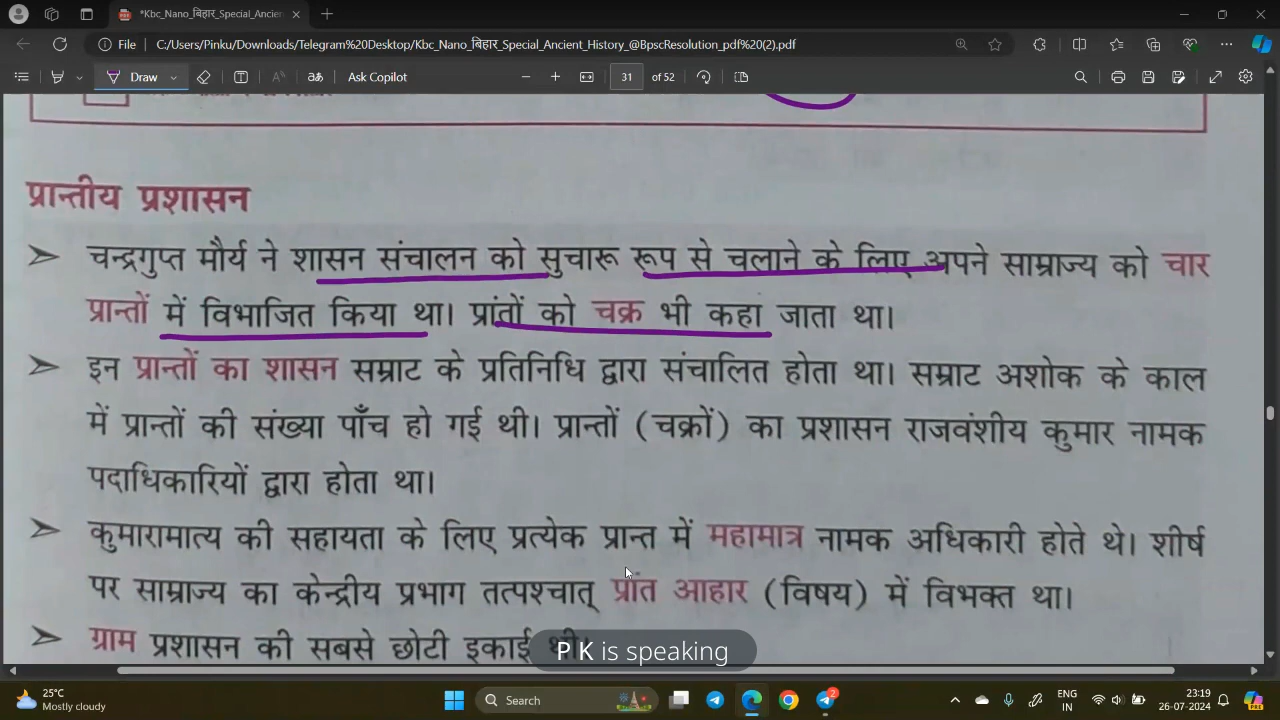 *Kbc_Nano_बिहार_Special_Ancien
File C:/Users/Pinku/Downloads/Telegram%20Desktop/Kbc_Nano_बिहार_Special_Ancient_History_@BpscResolution_pdf%20(2).pdf
Draw aあ Ask Copilot 31 of 52
प्रान्तीय प्रशासन
➤ चन्द्रगुप्त मौर्य ने शासन संचालन को सुचारू रूप से चलाने के लिए अपने साम्राज्य को चार
प्रान्तों में विभाजित किया था। प्रांतों को चक्र भी कहा जाता था।
➤ इन प्रान्तों का शासन सम्राट के प्रतिनिधि द्वारा संचालित होता था। सम्राट अशोक के काल
में प्रान्तों की संख्या पाँच हो गई थी। प्रान्तों (चक्रों) का प्रशासन राजवंशीय कुमार नामक
पदाधिकारियों द्वारा होता था।
➤ कुमारामात्य की सहायता के लिए प्रत्येक प्रान्त में महामात्र नामक अधिकारी होते थे। शीर्ष
पर साम्राज्य का केन्द्रीय प्रभाग तत्पश्चात् प्रांत आहार (विषय) में विभक्त था।
➤ ग्राम प्रशासन की सबसे छोटी इकाई थी।
P K is speaking
25°C
Mostly cloudy
Search
2
ENG
IN
23:19
26-07-2024